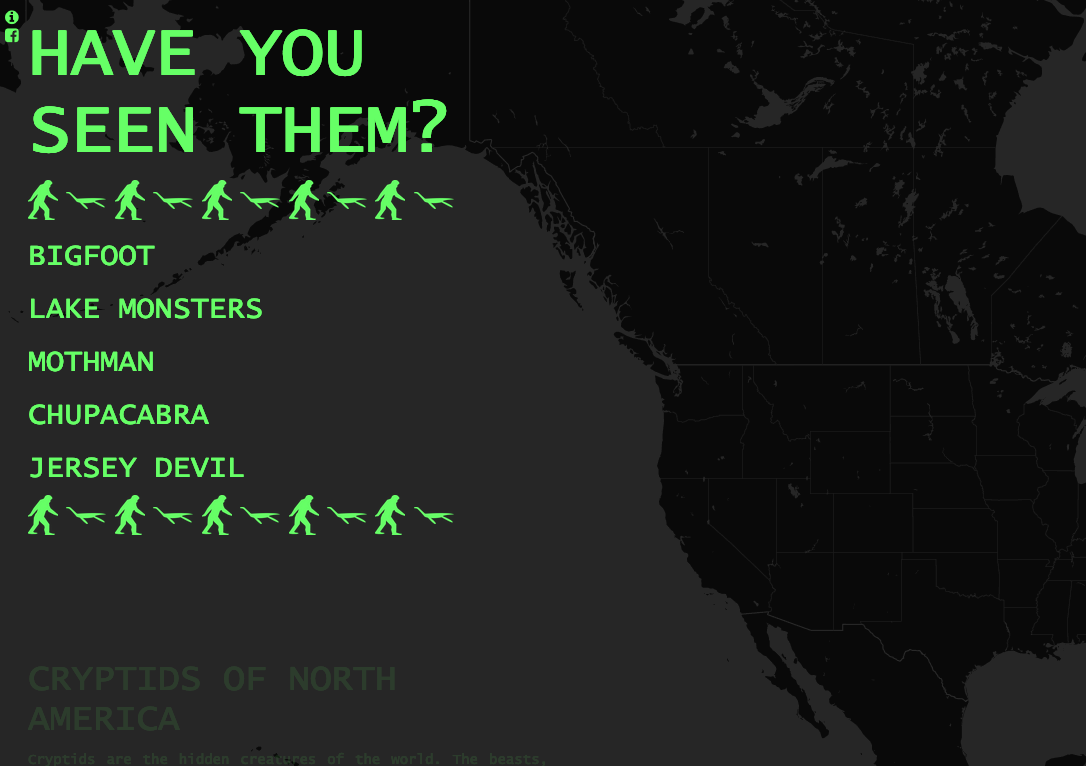 HAVE YOU
SEEN THEM?
BIGFOOT
LAKE MONSTERS
MOTHMAN
CHUPACABRA
JERSEY DEVIL
CRYPTIDS OF NORTH
AMERICA
Cryptids are the hidden creatures of the world. The beasts,